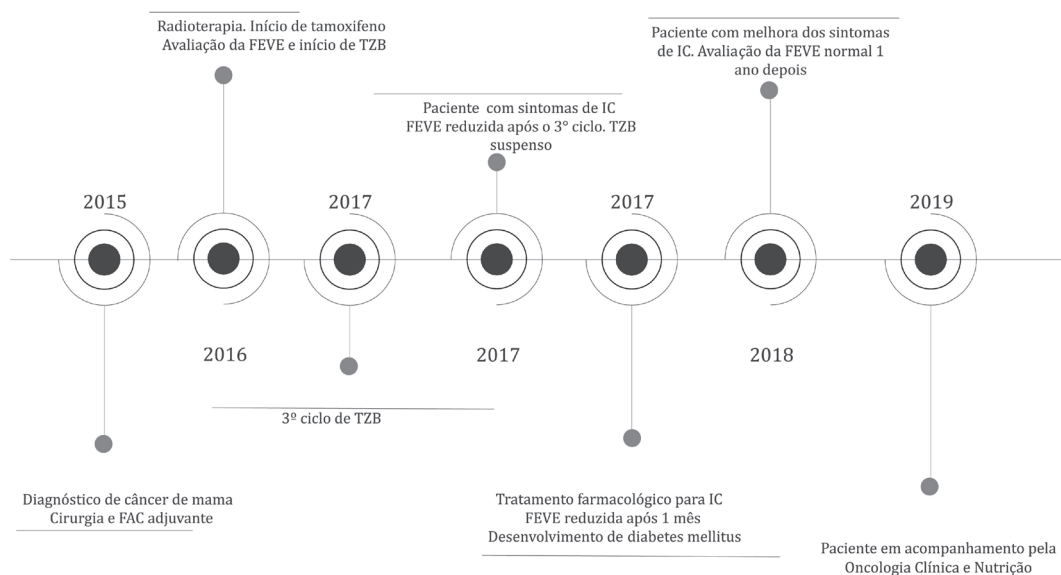 Radioterapia. Início de tamoxifeno
Avaliação da FEVE e início de TZB
Paciente com melhora dos sintomas
de IC. Avaliação da FEVE normal 1
ano depois
Paciente com sintomas de IC
FEVE reduzida após o 3° ciclo. TZB
suspenso
2015
2017
2017
2019
2016
2017
2018
3º ciclo de TZB
Diagnóstico de câncer de mama
Cirurgia e FAC adjuvante
Tratamento farmacológico para IC
FEVE reduzida após 1 mês
Desenvolvimento de diabetes mellitus
Paciente em acompanhamento pela
Oncologia Clínica e Nutrição